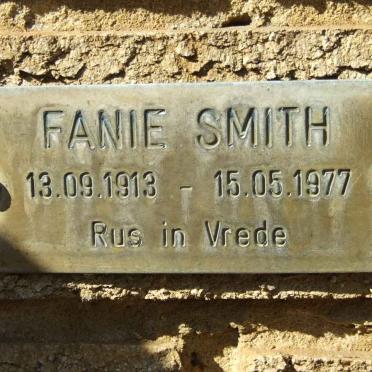 FANIE SMITH
13.09.1913 - 15.05.1977
Rus in Vrede